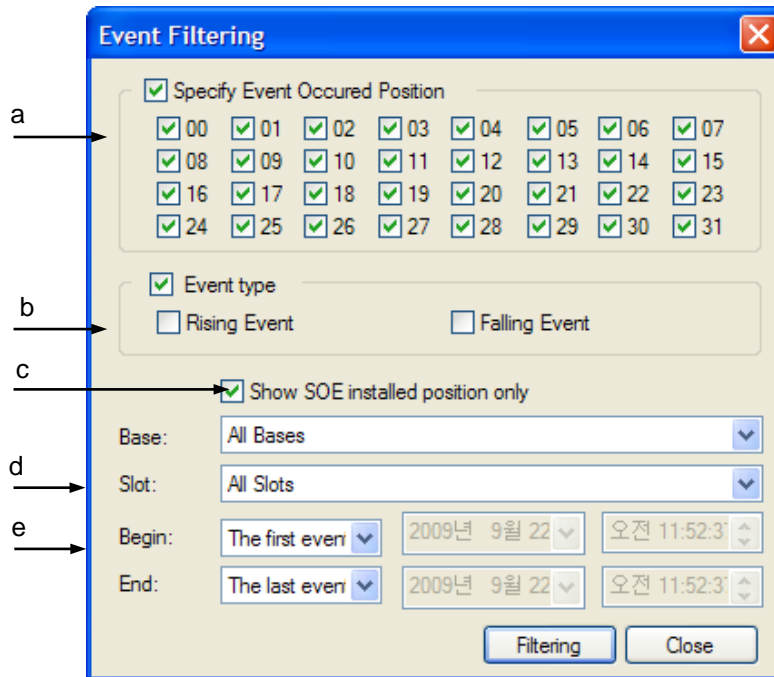 Event Filtering
Specify Event Occured Position
a
00 01 02 03 04 05 06 07
08 09 10 11 12 13 14 15
16 17 18 19 20 21 22 23
24 25 26 27 28 29 30 31
Event type
b
Rising Event Falling Event
c
Show SOE installed position only
Base: All Bases
d
Slot: All Slots
e
Begin: The first event 2009년 9월 22 오전 11:52:3
End: The last event 2009년 9월 22 오전 11:52:3
Filtering Close